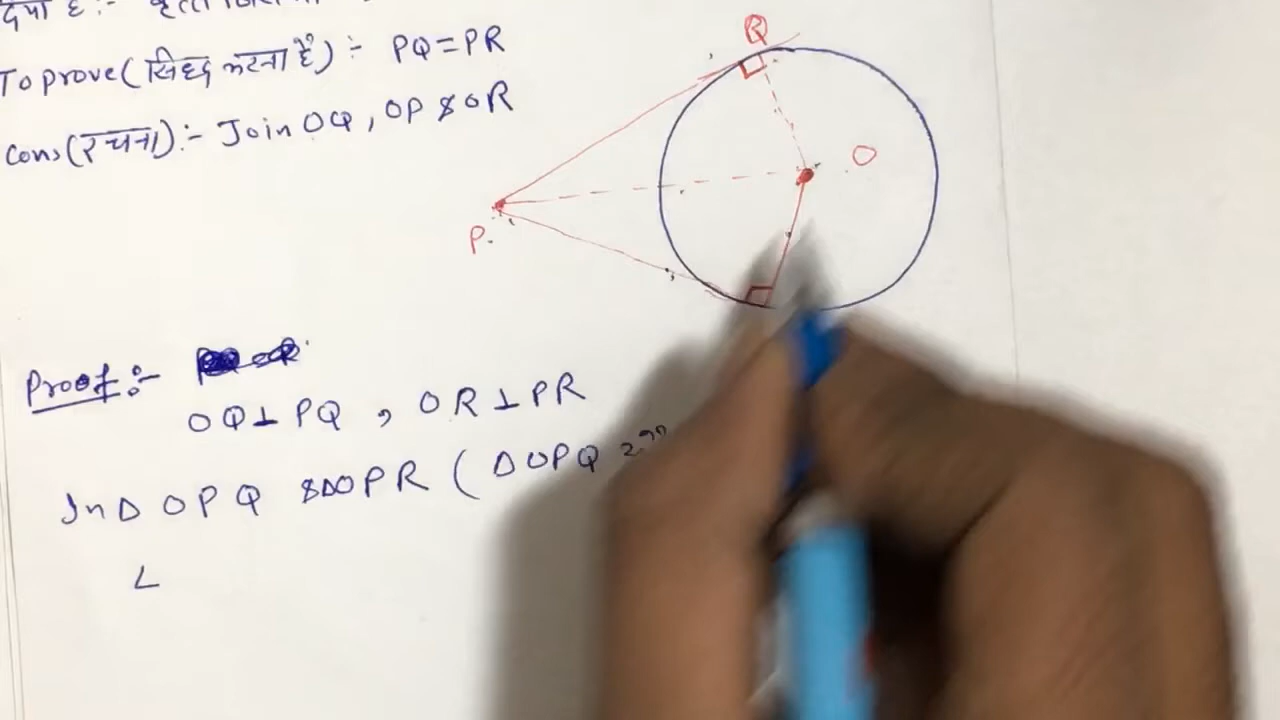 To prove (सिद्ध करना है) :- PQ = PR
Cons (रचना) :- Join OQ, OP & OR
Q
O
P.
Proof :-
OQ ⊥ PQ , OR ⊥ PR
In Δ OPQ & Δ OPR ( Δ OPQ
∠